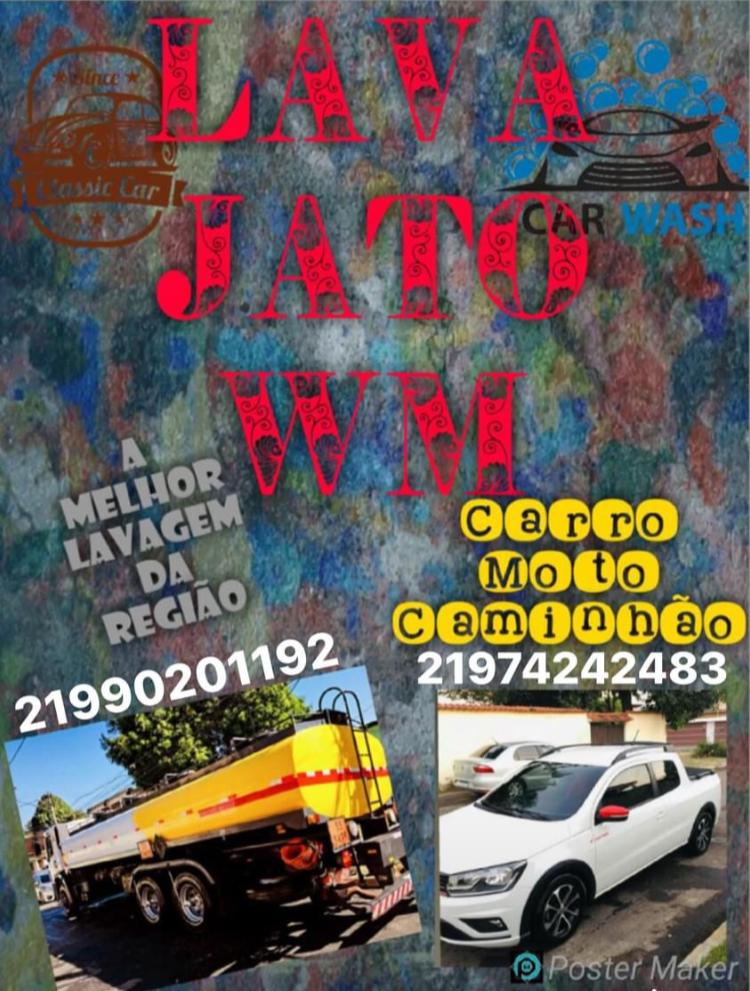 LAVA
JATO
WM
★ Since ★
Classic Car
CAR WASH
A
MELHOR
LAVAGEM
DA
REGIÃO
Carro
Moto
Caminhão
21990201192
21974242483
Poster Maker